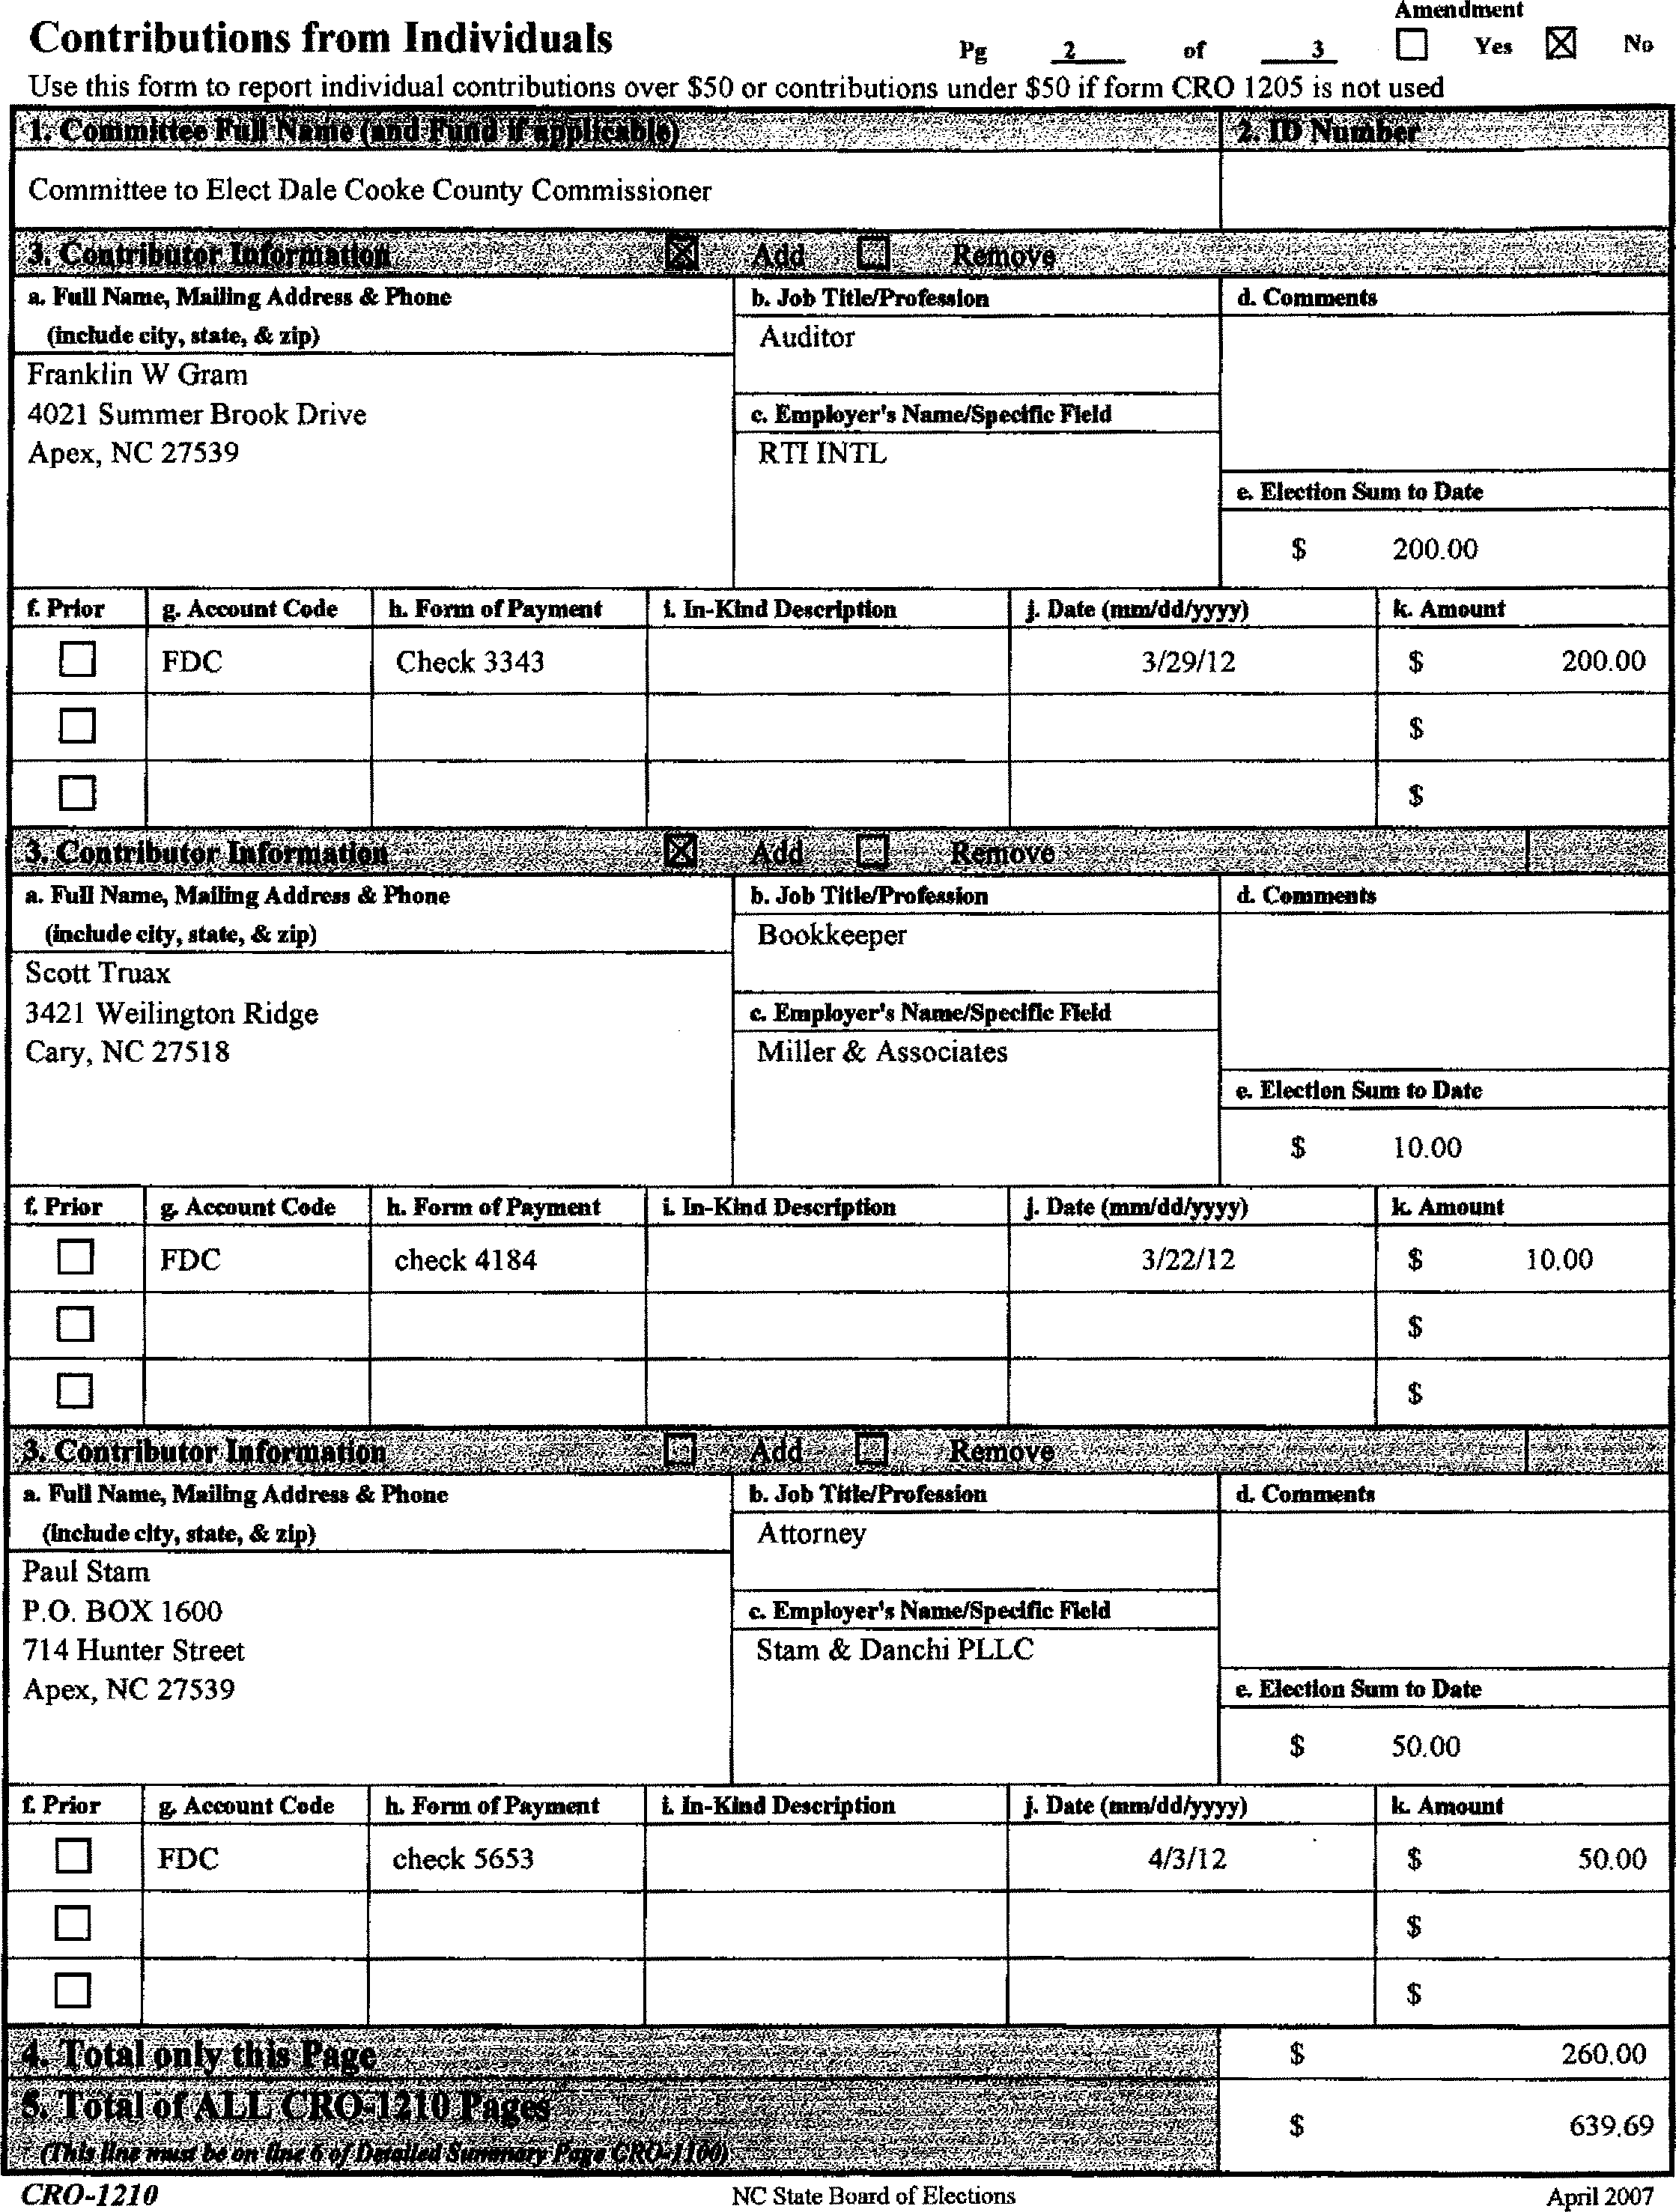 Amendment
Contributions from Individuals Pg 2 of 3 Yes No
Use this form to report individual contributions over $50 or contributions under $50 if form CRO 1205 is not used
1. Committee Full Name (and Fund if applicable) 2. ID Number
Committee to Elect Dale Cooke County Commissioner
3. Contributor Information Add Remove
a. Full Name, Mailing Address & Phone b. Job Title/Profession d. Comments
(include city, state, & zip) Auditor
Franklin W Gram
4021 Summer Brook Drive c. Employer's Name/Specific Field
Apex, NC 27539 RTI INTL
e. Election Sum to Date
$ 200.00
f. Prior g. Account Code h. Form of Payment i. In-Kind Description j. Date (mm/dd/yyyy) k. Amount
FDC Check 3343 3/29/12 $ 200.00
$
$
3. Contributor Information Add Remove
a. Full Name, Mailing Address & Phone b. Job Title/Profession d. Comments
(include city, state, & zip) Bookkeeper
Scott Truax
3421 Weilington Ridge c. Employer's Name/Specific Field
Cary, NC 27518 Miller & Associates
e. Election Sum to Date
$ 10.00
f. Prior g. Account Code h. Form of Payment i. In-Kind Description j. Date (mm/dd/yyyy) k. Amount
FDC check 4184 3/22/12 $ 10.00
$
$
3. Contributor Information Add Remove
a. Full Name, Mailing Address & Phone b. Job Title/Profession d. Comments
(include city, state, & zip) Attorney
Paul Stam
P.O. BOX 1600 c. Employer's Name/Specific Field
714 Hunter Street Stam & Danchi PLLC
Apex, NC 27539 e. Election Sum to Date
$ 50.00
f. Prior g. Account Code h. Form of Payment i. In-Kind Description j. Date (mm/dd/yyyy) k. Amount
FDC check 5653 4/3/12 $ 50.00
$
$
4. Total only this Page $ 260.00
5. Total of ALL CRO-1210 Pages $ 639.69
(This line must be on line 6 of Detailed Summary Page CRO-1100)
CRO-1210 NC State Board of Elections April 2007